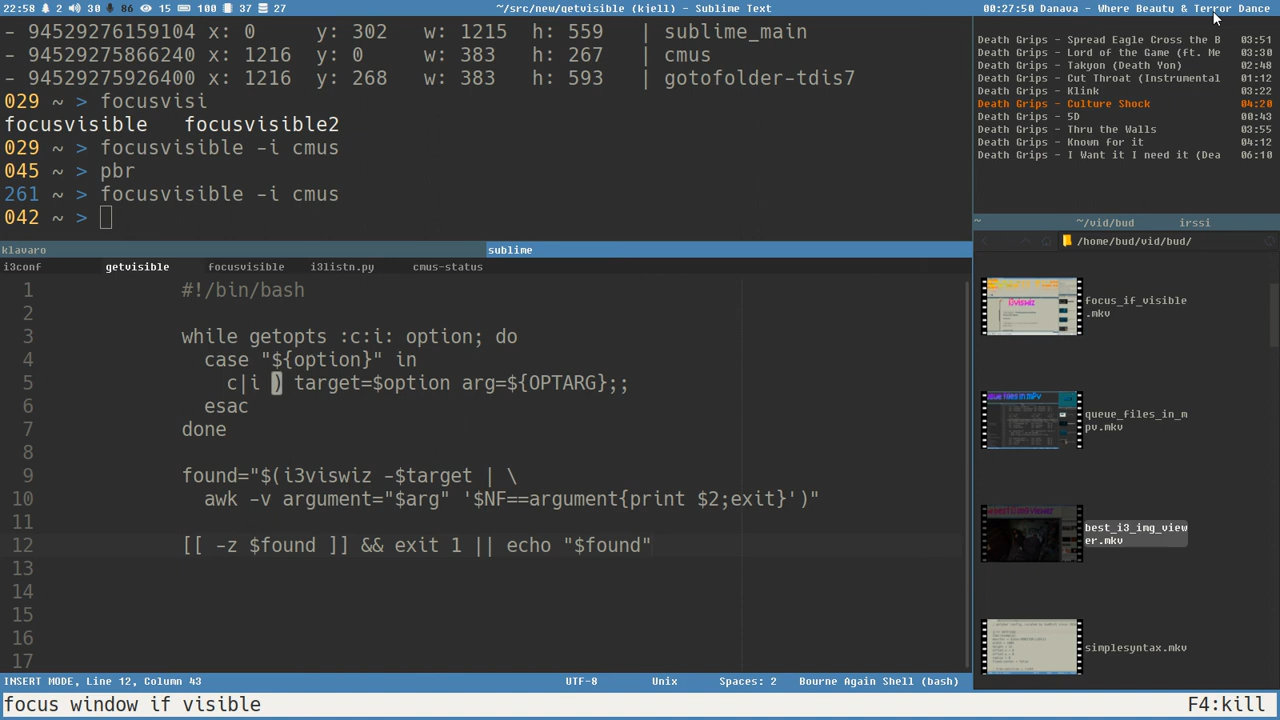 22:58 2 30 86 15 100 37 27 ~/src/new/getvisible (kjell) - Sublime Text 00:27:50 Danava - Where Beauty & Terror Dance
- 94529276159104 x: 0 y: 302 w: 1215 h: 559 | sublime_main
- 94529275866240 x: 1216 y: 0 w: 383 h: 267 | cmus
- 94529275926400 x: 1216 y: 268 w: 383 h: 593 | gotofolder-tdis7
029 ~ > focusvisi
focusvisible focusvisible2
029 ~ > focusvisible -i cmus
045 ~ > pbr
261 ~ > focusvisible -i cmus
042 ~ >
Death Grips - Spread Eagle Cross the B 03:51
Death Grips - Lord of the Game (ft. Me 03:30
Death Grips - Takyon (Death Yon) 02:48
Death Grips - Cut Throat (Instrumental 01:12
Death Grips - Klink 03:22
Death Grips - Culture Shock 04:20
Death Grips - 5D 00:43
Death Grips - Thru the Walls 03:55
Death Grips - Known for it 04:12
Death Grips - I Want it I need it (Dea 06:10
~ ~/vid/bud irssi
/home/bud/vid/bud/
focus_if_visible
.mkv
queue_files_in_m
pv.mkv
best_i3_img_view
er.mkv
simplesyntax.mkv
klavaro sublime
i3conf getvisible focusvisible i3listn.py cmus-status
1 #!/bin/bash
2
3 while getopts :c:i: option; do
4 case "${option}" in
5 c|i ) target=$option arg=${OPTARG};;
6 esac
7 done
8
9 found="$(i3viswiz -$target | \
10 awk -v argument="$arg" '$NF==argument{print $2;exit}')"
11
12 [[ -z $found ]] && exit 1 || echo "$found"
13
14
15
16
17
INSERT MODE, Line 12, Column 43 UTF-8 Unix Spaces: 2 Bourne Again Shell (bash)
focus window if visible F4:kill